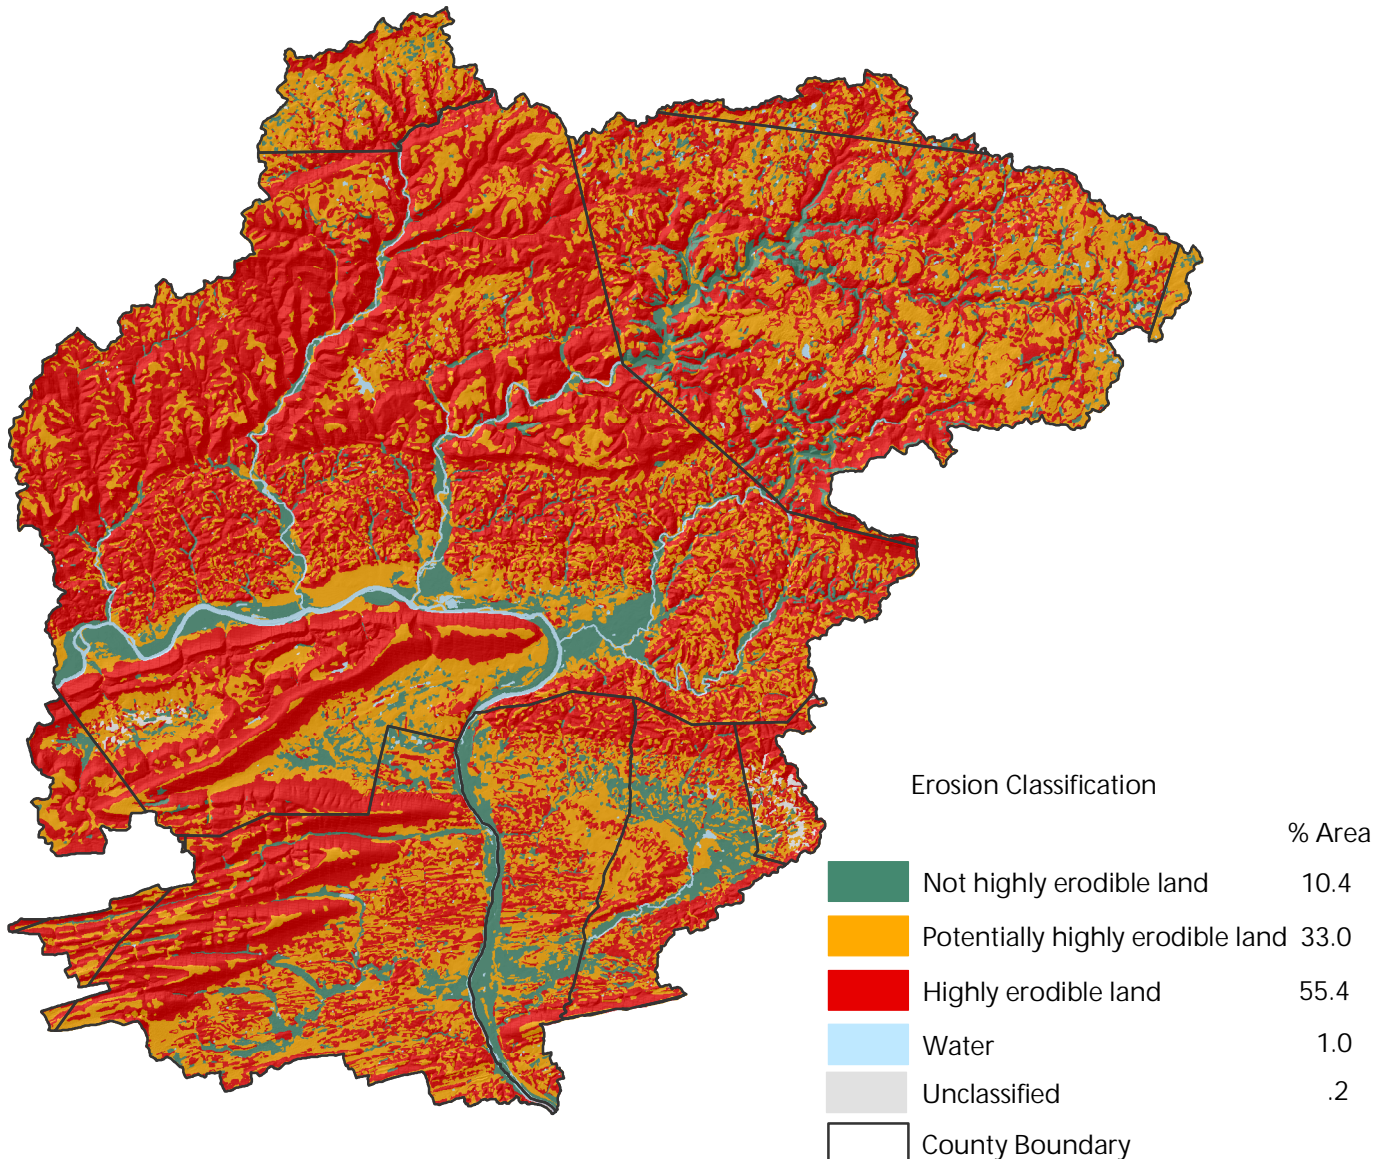 Erosion Classification
% Area
Not highly erodible land 10.4
Potentially highly erodible land 33.0
Highly erodible land 55.4
Water 1.0
Unclassified .2
County Boundary